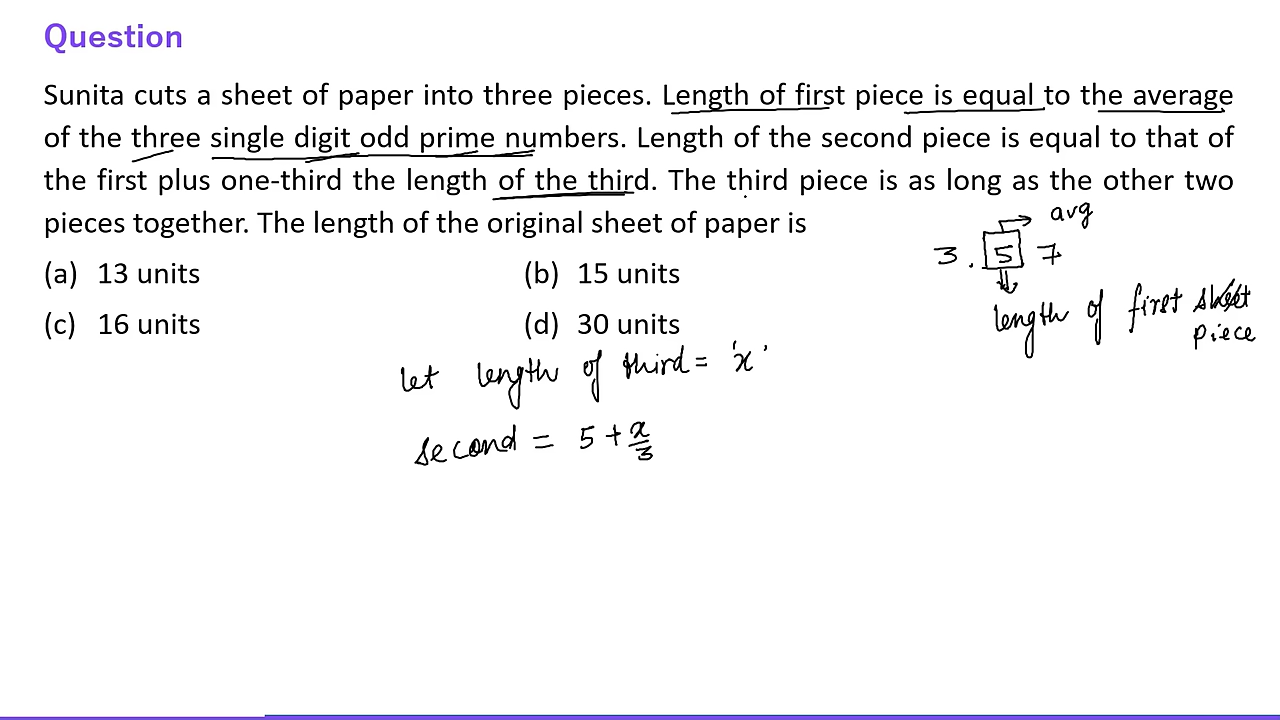 Question
Sunita cuts a sheet of paper into three pieces. Length of first piece is equal to the average
of the three single digit odd prime numbers. Length of the second piece is equal to that of
the first plus one-third the length of the third. The third piece is as long as the other two
pieces together. The length of the original sheet of paper is
(a) 13 units (b) 15 units
(c) 16 units (d) 30 units
avg
3 . 5 7
length of first sheet
piece
let length of third = 'x'
second = 5 + x/3